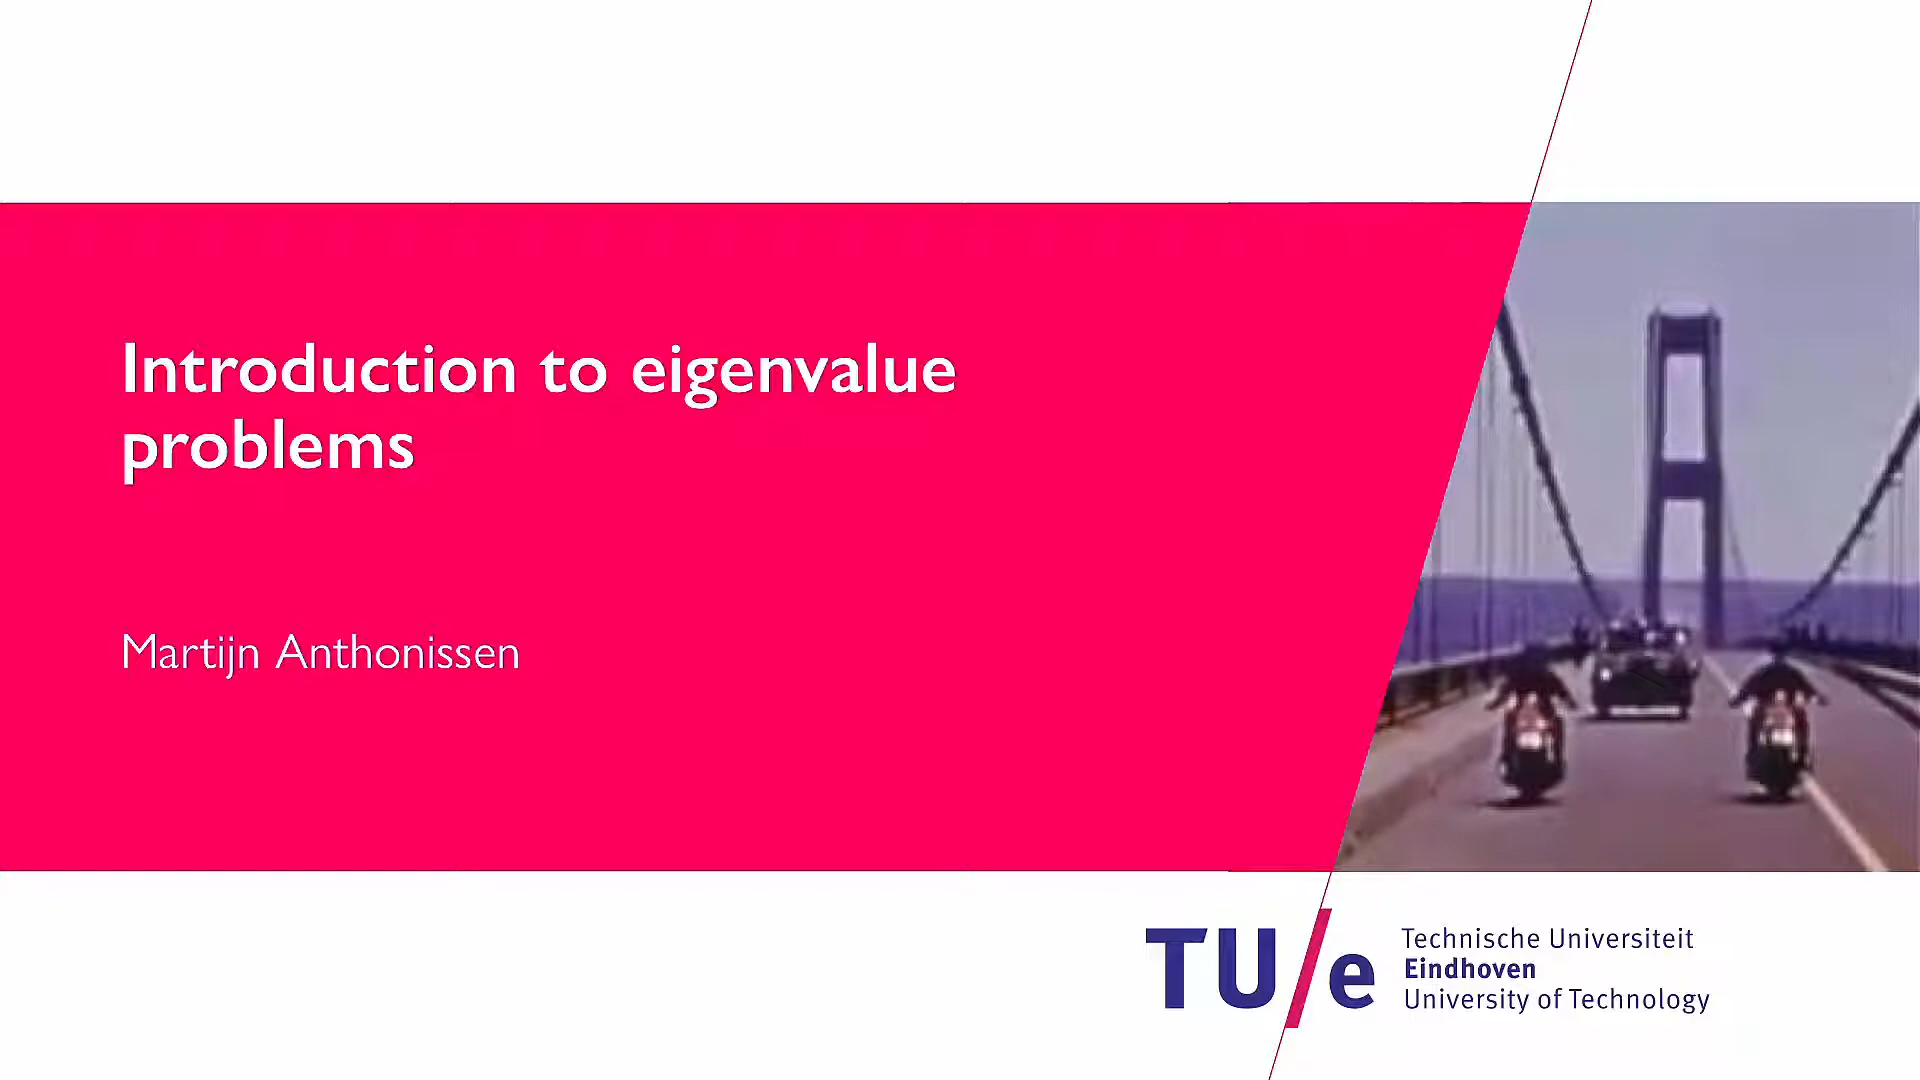 Introduction to eigenvalue
problems
Martijn Anthonissen
TU/e
Technische Universiteit
Eindhoven
University of Technology